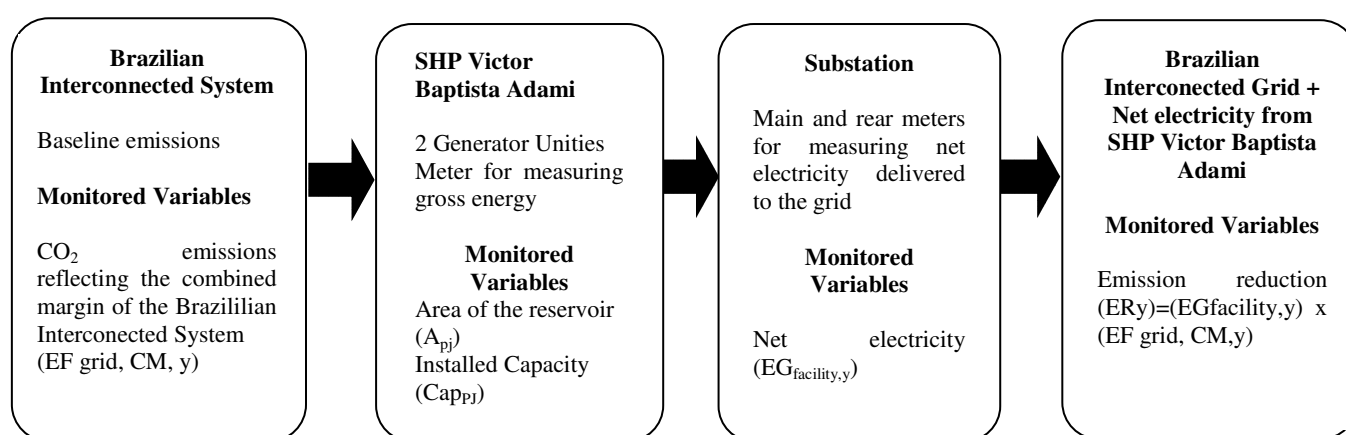 Brazilian
Interconnected System
Baseline emissions
Monitored Variables
CO₂ emissions
reflecting the combined
margin of the Brazililian
Interconected System
(EF grid, CM, y)
SHP Victor
Baptista Adami
2 Generator Unities
Meter for measuring
gross energy
Monitored
Variables
Area of the reservoir
(Apj)
Installed Capacity
(CapPJ)
Substation
Main and rear meters
for measuring net
electricity delivered
to the grid
Monitored
Variables
Net electricity
(EGfacility,y)
Brazilian
Interconected Grid +
Net electricity from
SHP Victor Baptista
Adami
Monitored Variables
Emission reduction
(ERy)=(EGfacility,y) x
(EF grid, CM,y)